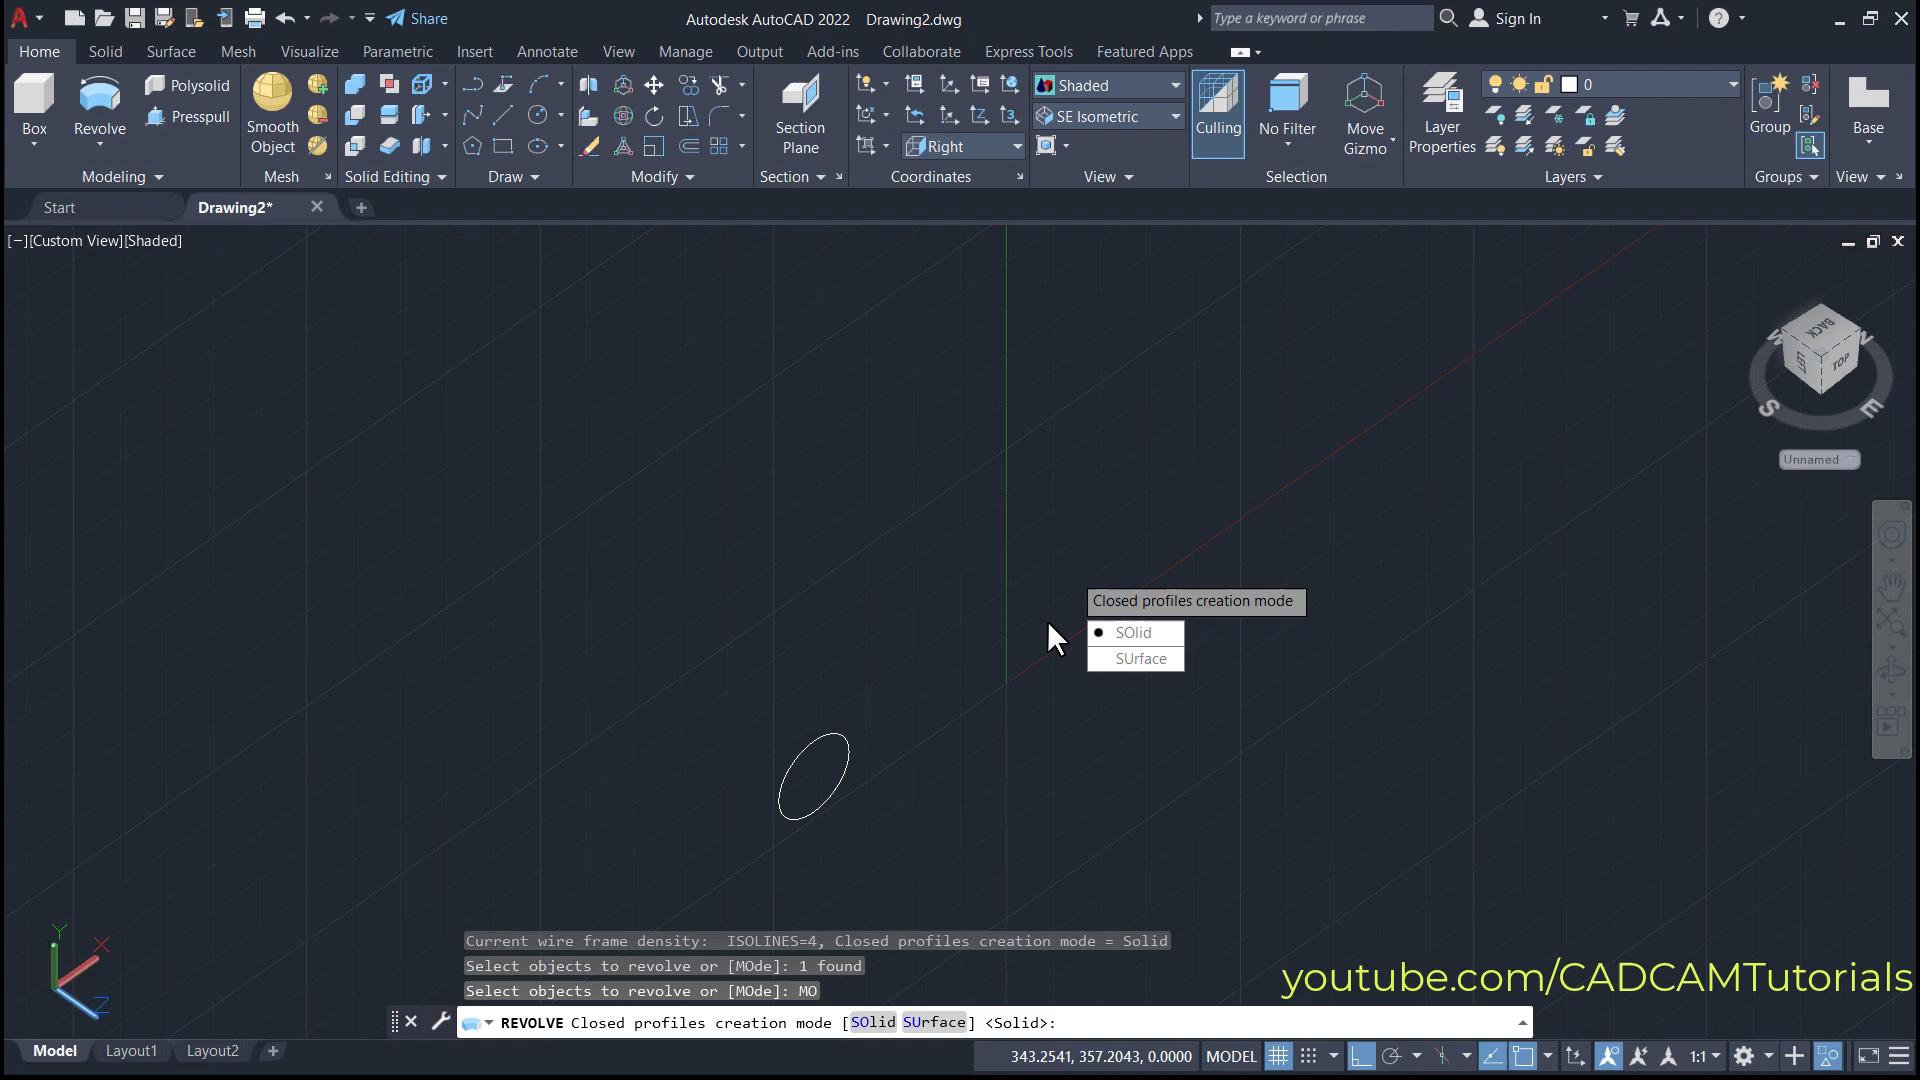 Share
Autodesk AutoCAD 2022 Drawing2.dwg
Type a keyword or phrase
Sign In
Home Solid Surface Mesh Visualize Parametric Insert Annotate View Manage Output Add-ins Collaborate Express Tools Featured Apps
Box
Revolve
Polysolid
Presspull
Smooth
Object
Section
Plane
Right
Shaded
SE Isometric
Culling
No Filter
Move
Gizmo
Layer
Properties
0
Group
Base
Modeling Mesh Solid Editing Draw Modify Section Coordinates View Selection Layers Groups View
Start
Drawing2*
[−][Custom View][Shaded]
BACK
TOP
W
N
S
E
Unnamed
Closed profiles creation mode
SOlid
SUrface
Y
X
Z
Current wire frame density: ISOLINES=4, Closed profiles creation mode = Solid
Select objects to revolve or [MOde]: 1 found
Select objects to revolve or [MOde]: MO
REVOLVE Closed profiles creation mode [SOlid SUrface] <Solid>:
youtube.com/CADCAMTutorials
Model Layout1 Layout2
343.2541, 357.2043, 0.0000 MODEL
1:1